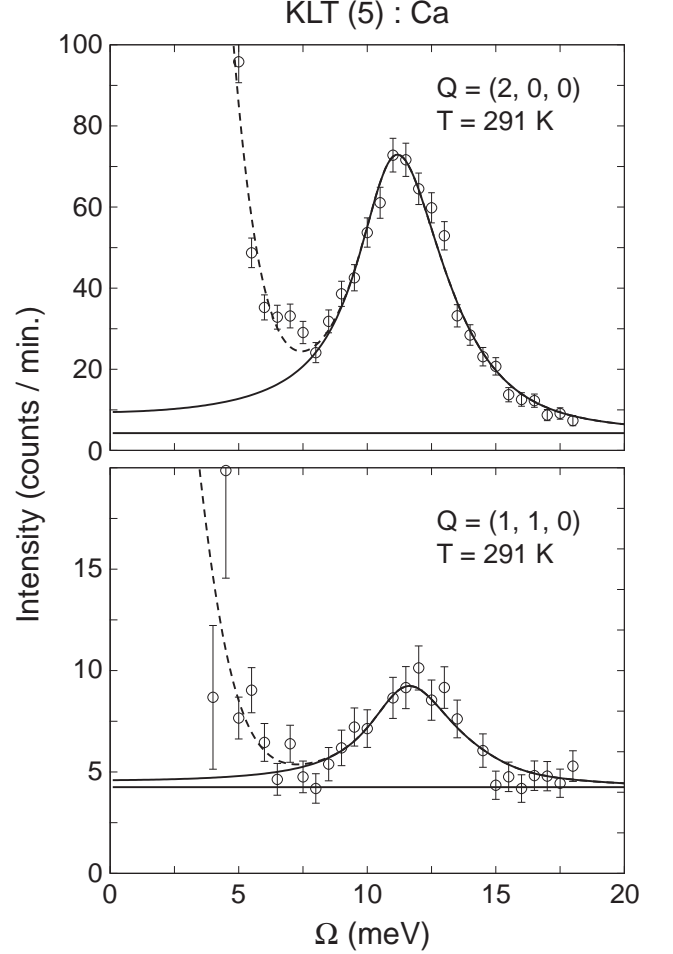 KLT (5) : Ca
100
80
60
40
20
0
Q = (2, 0, 0)
T = 291 K
Intensity (counts / min.)
15
10
5
0
Q = (1, 1, 0)
T = 291 K
0 5 10 15 20
Ω (meV)